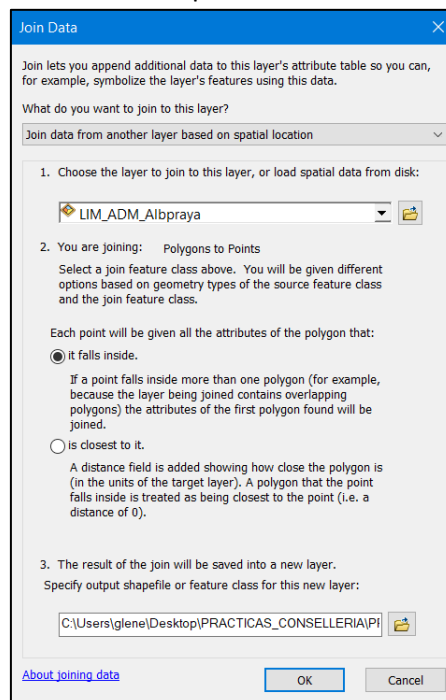 Join Data
Join lets you append additional data to this layer's attribute table so you can,
for example, symbolize the layer's features using this data.
What do you want to join to this layer?
Join data from another layer based on spatial location
1. Choose the layer to join to this layer, or load spatial data from disk:
LIM_ADM_Albpraya
2. You are joining: Polygons to Points
Select a join feature class above. You will be given different
options based on geometry types of the source feature class
and the join feature class.
Each point will be given all the attributes of the polygon that:
it falls inside.
If a point falls inside more than one polygon (for example,
because the layer being joined contains overlapping
polygons) the attributes of the first polygon found will be
joined.
is closest to it.
A distance field is added showing how close the polygon is
(in the units of the target layer). A polygon that the point
falls inside is treated as being closest to the point (i.e. a
distance of 0).
3. The result of the join will be saved into a new layer.
Specify output shapefile or feature class for this new layer:
C:\Users\glene\Desktop\PRACTICAS_CONSELLERIA\
About joining data
OK
Cancel